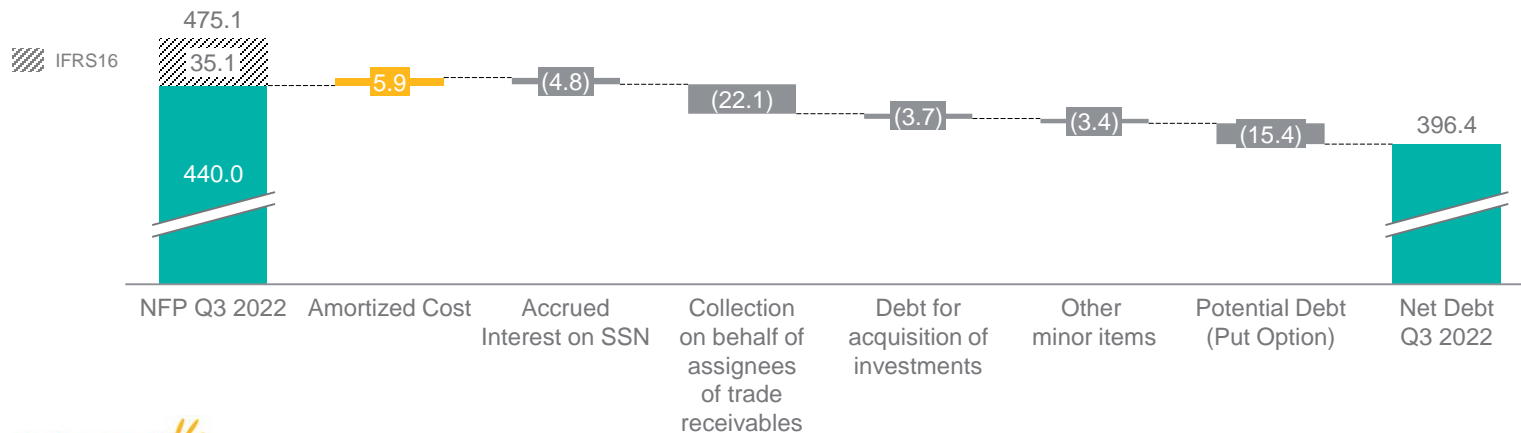 475.1
IFRS16
35.1
5.9
(4.8)
(22.1)
(3.7)
(3.4)
(15.4)
396.4
440.0
NFP Q3 2022
Amortized Cost
Accrued
Interest on SSN
Collection
on behalf of
assignees
of trade
receivables
Debt for
acquisition of
investments
Other
minor items
Potential Debt
(Put Option)
Net Debt
Q3 2022